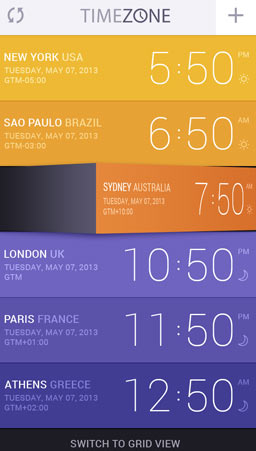 TIMEZONE
NEW YORK USA
TUESDAY, MAY 07, 2013
GTM-05:00
5:50 PM
SAO PAULO BRAZIL
TUESDAY, MAY 07, 2013
GTM-03:00
6:50 PM
SYDNEY AUSTRALIA
TUESDAY, MAY 07, 2013
GTM+10:00
7:50 AM
LONDON UK
TUESDAY, MAY 07, 2013
GTM
10:50 PM
PARIS FRANCE
TUESDAY, MAY 07, 2013
GTM+01:00
11:50 PM
ATHENS GREECE
TUESDAY, MAY 07, 2013
GTM+02:00
12:50 AM
SWITCH TO GRID VIEW